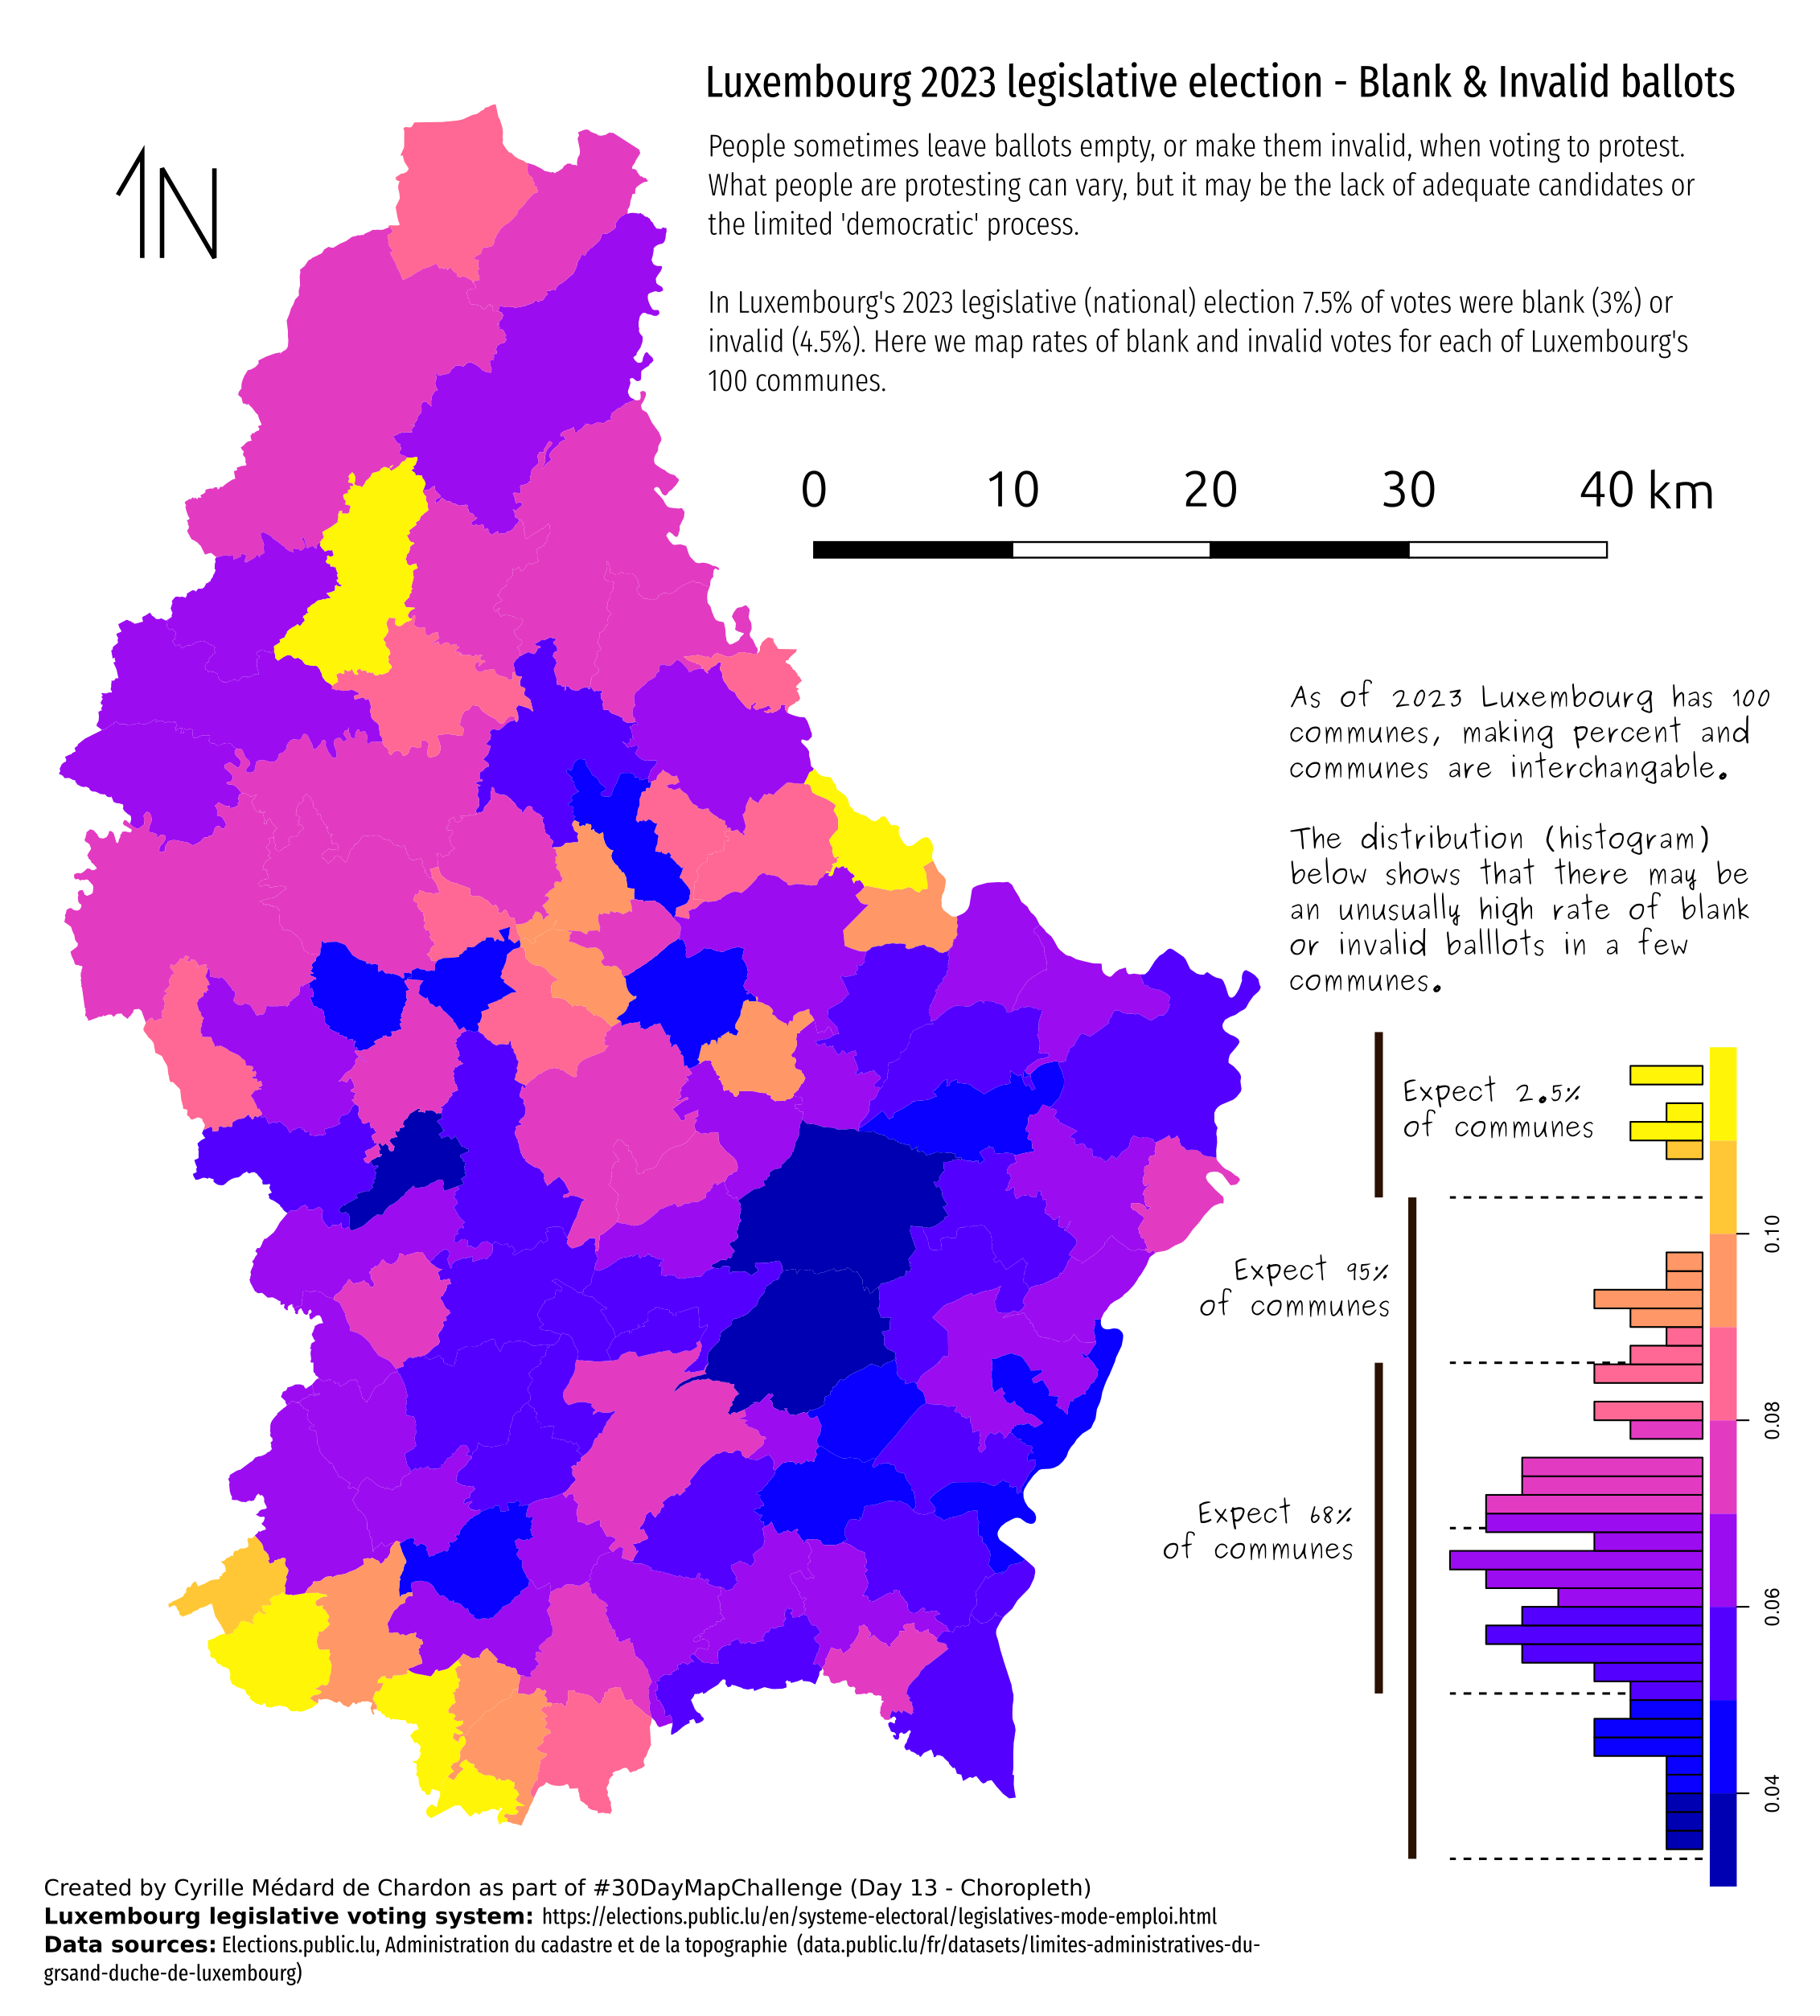 Luxembourg 2023 legislative election - Blank & Invalid ballots
People sometimes leave ballots empty, or make them invalid, when voting to protest.
What people are protesting can vary, but it may be the lack of adequate candidates or
the limited 'democratic' process.
In Luxembourg's 2023 legislative (national) election 7.5% of votes were blank (3%) or
invalid (4.5%). Here we map rates of blank and invalid votes for each of Luxembourg's
100 communes.
N
0 10 20 30 40 km
As of 2023 Luxembourg has 100
communes, making percent and
communes are interchangable.
The distribution (histogram)
below shows that there may be
an unusually high rate of blank
or invalid balllots in a few
communes.
Expect 2.5%
of communes
Expect 95%
of communes
Expect 68%
of communes
0.10
0.08
0.06
0.04
Created by Cyrille Médard de Chardon as part of #30DayMapChallenge (Day 13 - Choropleth)
Luxembourg legislative voting system: https://elections.public.lu/en/systeme-electoral/legislatives-mode-emploi.html
Data sources: Elections.public.lu, Administration du cadastre et de la topographie (data.public.lu/fr/datasets/limites-administratives-du-
grsand-duche-de-luxembourg)